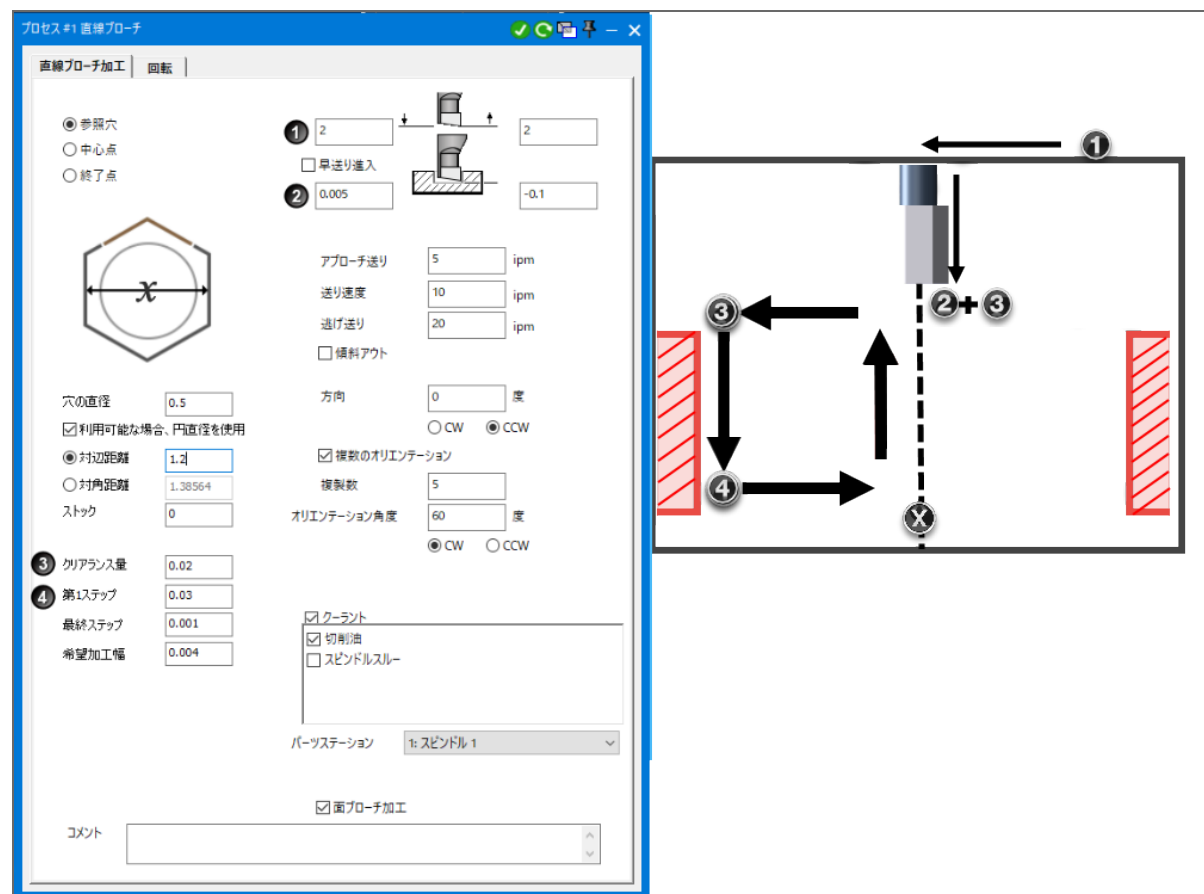 プロセス #1 直線ブローチ
直線ブローチ加工
回転
参照穴
中心点
終了点
1
2
2
早送り進入
2
0.005
-0.1
x
アプローチ送り
5
ipm
送り速度
10
ipm
逃げ送り
20
ipm
傾斜アウト
方向
0
度
CW
CCW
穴の直径
0.5
利用可能な場合、円直径を使用
対辺距離
1.2
対角距離
1.38564
ストック
0
複数のオリエンテーション
複製数
5
オリエンテーション角度
60
度
CW
CCW
3
クリアランス量
0.02
4
第1ステップ
0.03
最終ステップ
0.001
希望加工幅
0.004
クーラント
切削油
スピンドルスルー
パーツステーション
1: スピンドル 1
面ブローチ加工
コメント
1
2+3
3
4
X